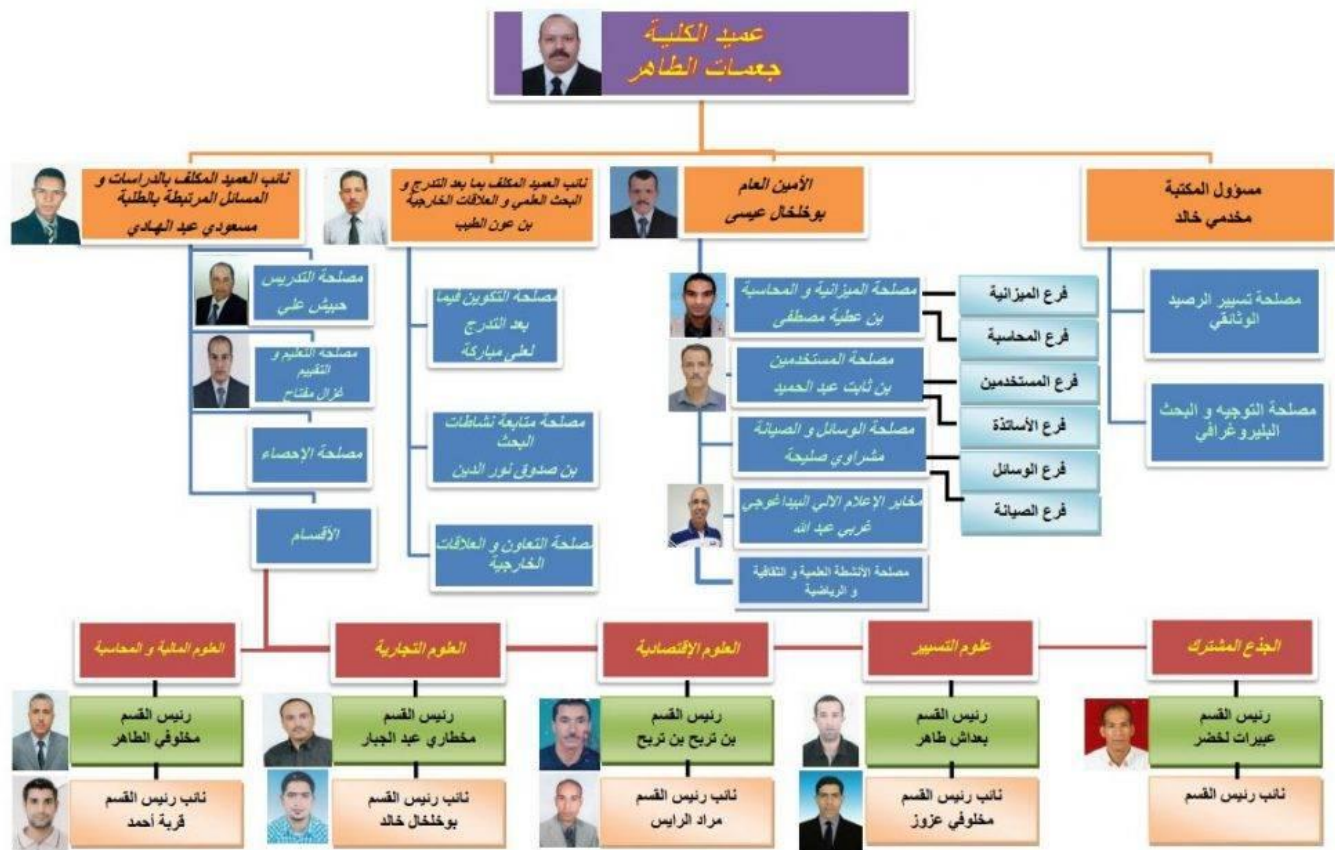 عميد الكلية
جعمات الطاهر
مسؤول المكتبة
مخدمي خالد
مصلحة تسيير الرصيد
الوثائقي
مصلحة التوجيه و البحث
البليروغرافي
الأمين العام
بوخلخال عيسى
مصلحة الميزانية و المحاسبة
بن عطية مصطفى
فرع الميزانية
فرع المحاسبة
مصلحة المستخدمين
بن ثابت عبد الحميد
فرع المستخدمين
فرع الأساتذة
مصلحة الوسائل و الصيانة
مشراوي صليحة
فرع الوسائل
فرع الصيانة
مخابر الإعلام الالي البيداغوجي
غربي عبد الله
مصلحة الأنشطة العلمية و الثقافية
و الرياضية
نائب العميد المكلف بما بعد التدرج و
البحث العلمي و العلاقات الخارجية
بن عون الطيب
مصلحة التكوين فيما
بعد التدرج
لعلى مباركة
مصلحة متابعة نشاطات
البحث
بن صدوق نور الدين
مصلحة التعاون و العلاقات
الخارجية
نائب العميد المكلف بالدراسات و
المسائل المرتبطة بالطلبة
مسعودي عبد الهادي
مصلحة التدريس
حبيش علي
مصلحة التعليم و
التقييم
غزال مفتاح
مصلحة الإحصاء
الأقسام
الجذع المشترك
رئيس القسم
عبيرات لخضر
نائب رئيس القسم
علوم التسيير
رئيس القسم
بعداش طاهر
نائب رئيس القسم
مخلوفي عزوز
العلوم الإقتصادية
رئيس القسم
بن تربح بن تربح
نائب رئيس القسم
مراد الرايس
العلوم التجارية
رئيس القسم
مخطاري عبد الجبار
نائب رئيس القسم
بوخلخال خالد
العلوم المالية و المحاسبة
رئيس القسم
مخلوفي الطاهر
نائب رئيس القسم
قربة أحمد